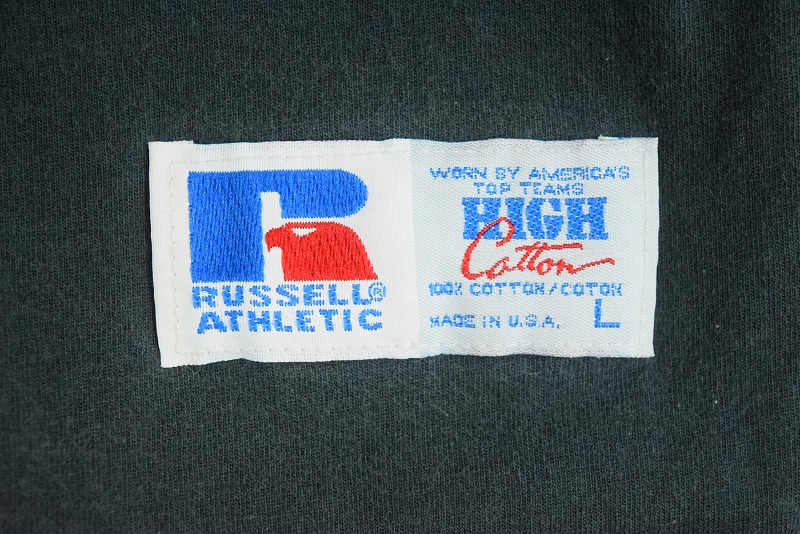 RUSSELL®
ATHLETIC
WORN BY AMERICA'S
TOP TEAMS
HIGH
Cotton
100% COTTON/COTON
MADE IN U.S.A.
L